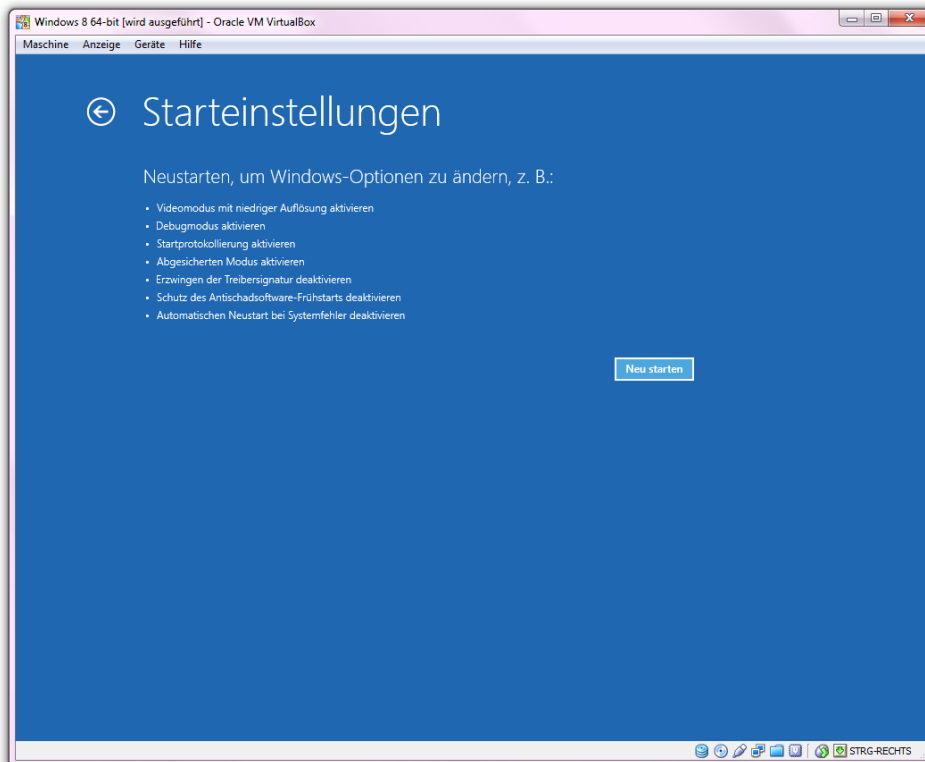 Windows 8 64-bit [wird ausgeführt] - Oracle VM VirtualBox
Maschine Anzeige Geräte Hilfe
Starteinstellungen
Neustarten, um Windows-Optionen zu ändern, z. B.:
• Videomodus mit niedriger Auflösung aktivieren
• Debugmodus aktivieren
• Startprotokollierung aktivieren
• Abgesicherten Modus aktivieren
• Erzwingen der Treibersignatur deaktivieren
• Schutz des Antischadsoftware-Frühstarts deaktivieren
• Automatischen Neustart bei Systemfehler deaktivieren
Neu starten
STRG-RECHTS